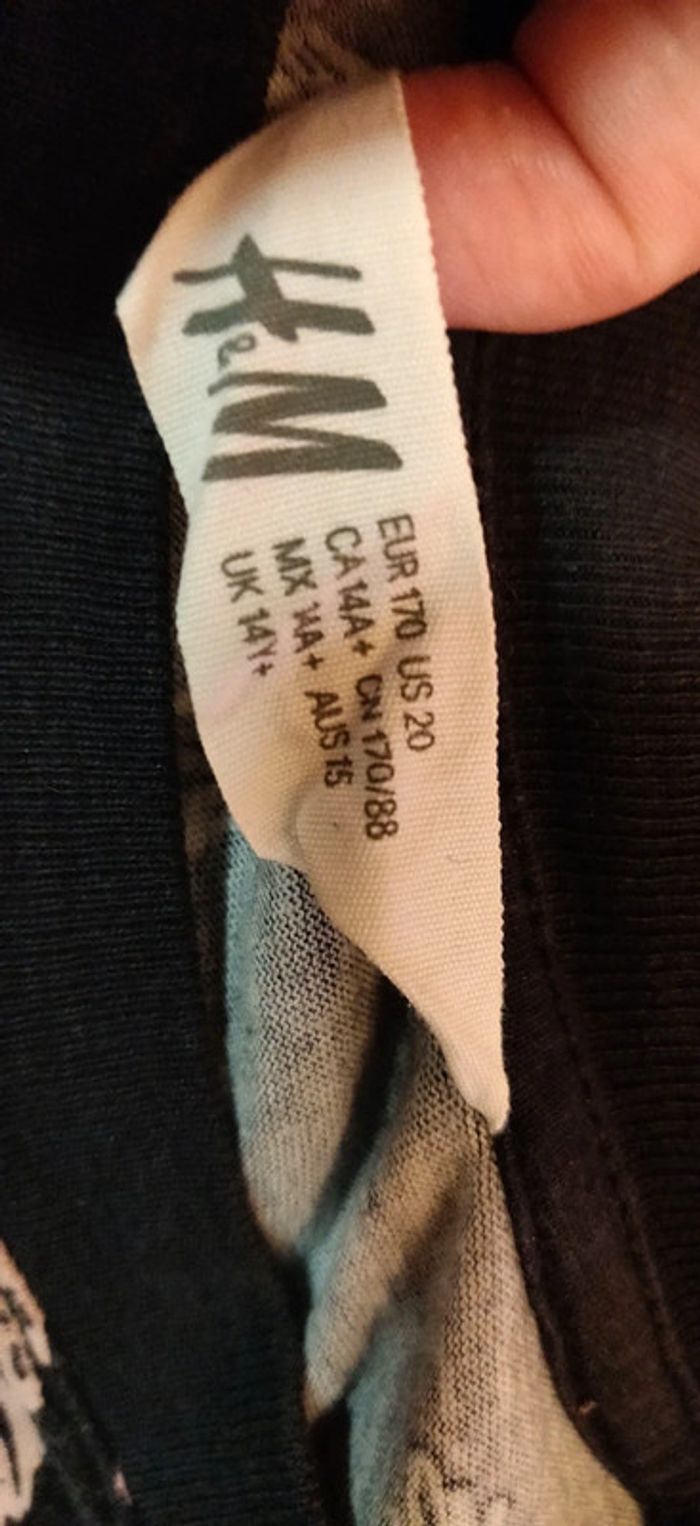 H&M
EUR 170 US 20
CA 14A+ CN 170/88
MX 14A+ AUS 15
UK 14Y+